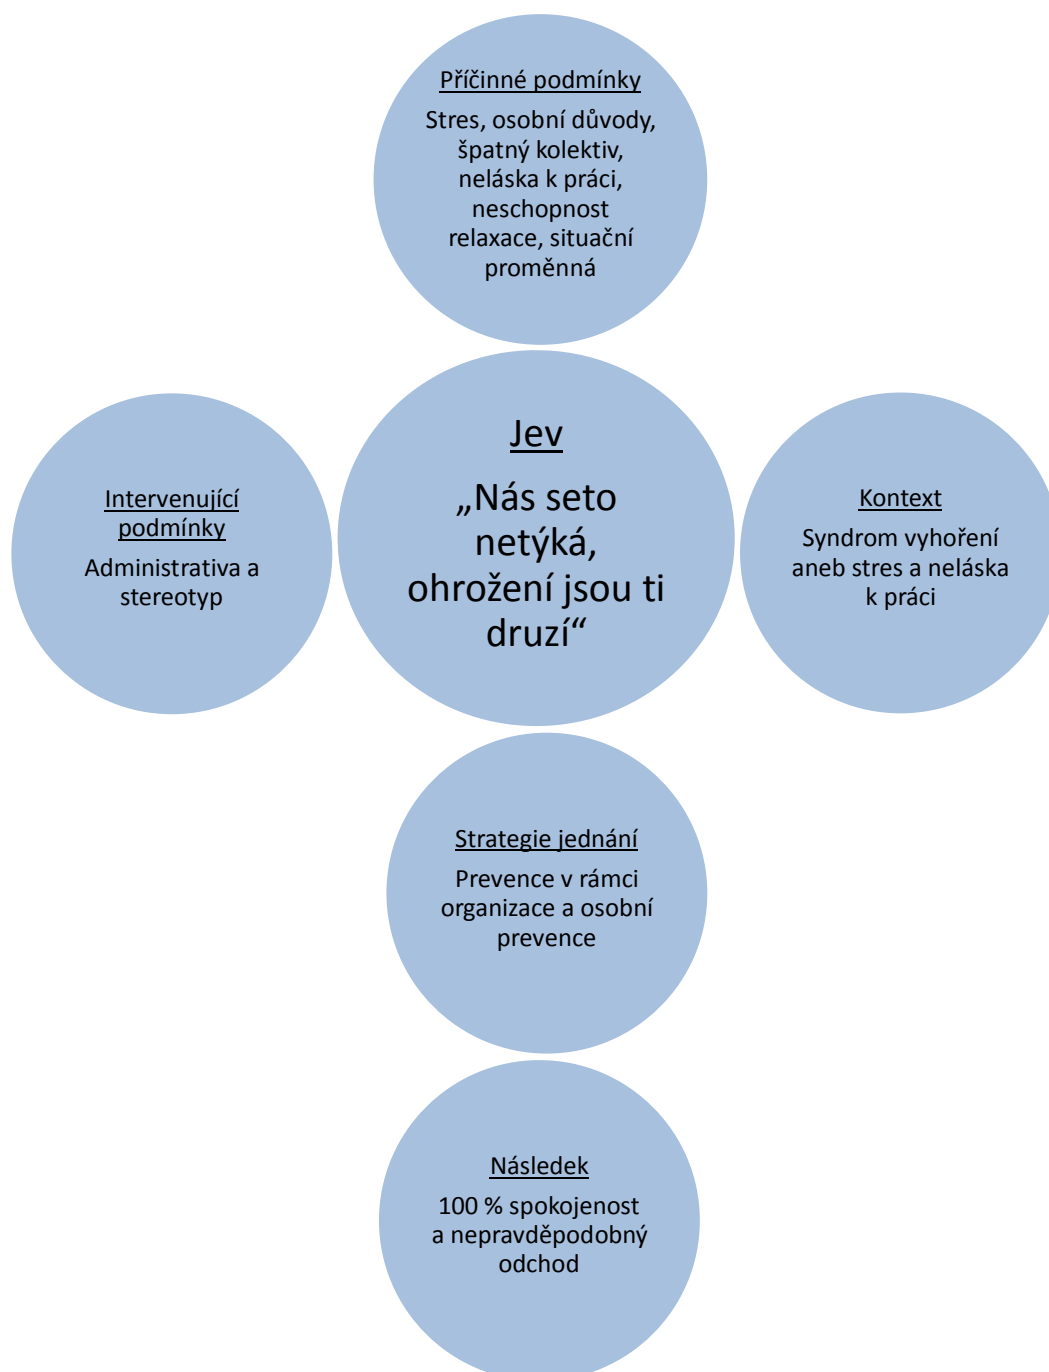 Příčinné podmínky
Stres, osobní důvody,
špatný kolektiv,
neláska k práci,
neschopnost
relaxace, situační
proměnná
Jev
„Nás seto
netýká,
ohrožení jsou ti
druzí“
Intervenující
podmínky
Administrativa a
stereotyp
Kontext
Syndrom vyhoření
aneb stres a neláska
k práci
Strategie jednání
Prevence v rámci
organizace a osobní
prevence
Následek
100 % spokojenost
a nepravděpodobný
odchod